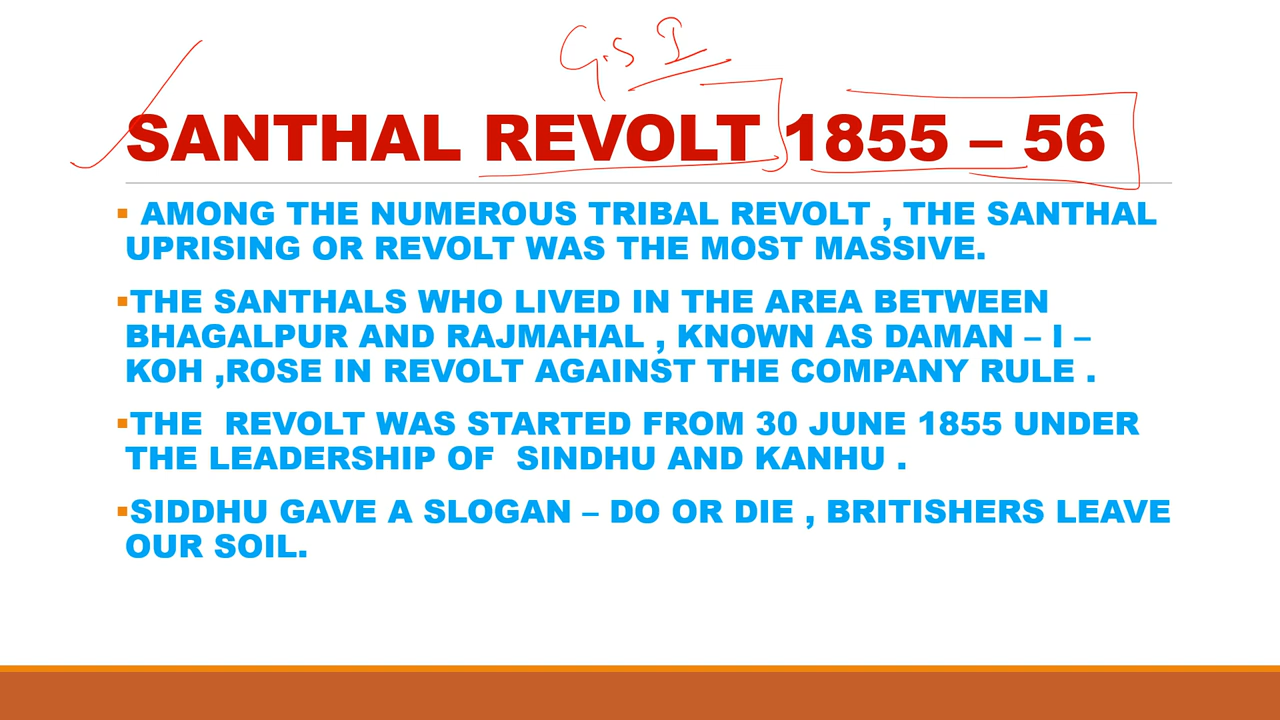 G.S I
SANTHAL REVOLT 1855 – 56
▪ AMONG THE NUMEROUS TRIBAL REVOLT , THE SANTHAL
UPRISING OR REVOLT WAS THE MOST MASSIVE.
▪THE SANTHALS WHO LIVED IN THE AREA BETWEEN
BHAGALPUR AND RAJMAHAL , KNOWN AS DAMAN – I –
KOH ,ROSE IN REVOLT AGAINST THE COMPANY RULE .
▪THE REVOLT WAS STARTED FROM 30 JUNE 1855 UNDER
THE LEADERSHIP OF SINDHU AND KANHU .
▪SIDDHU GAVE A SLOGAN – DO OR DIE , BRITISHERS LEAVE
OUR SOIL.